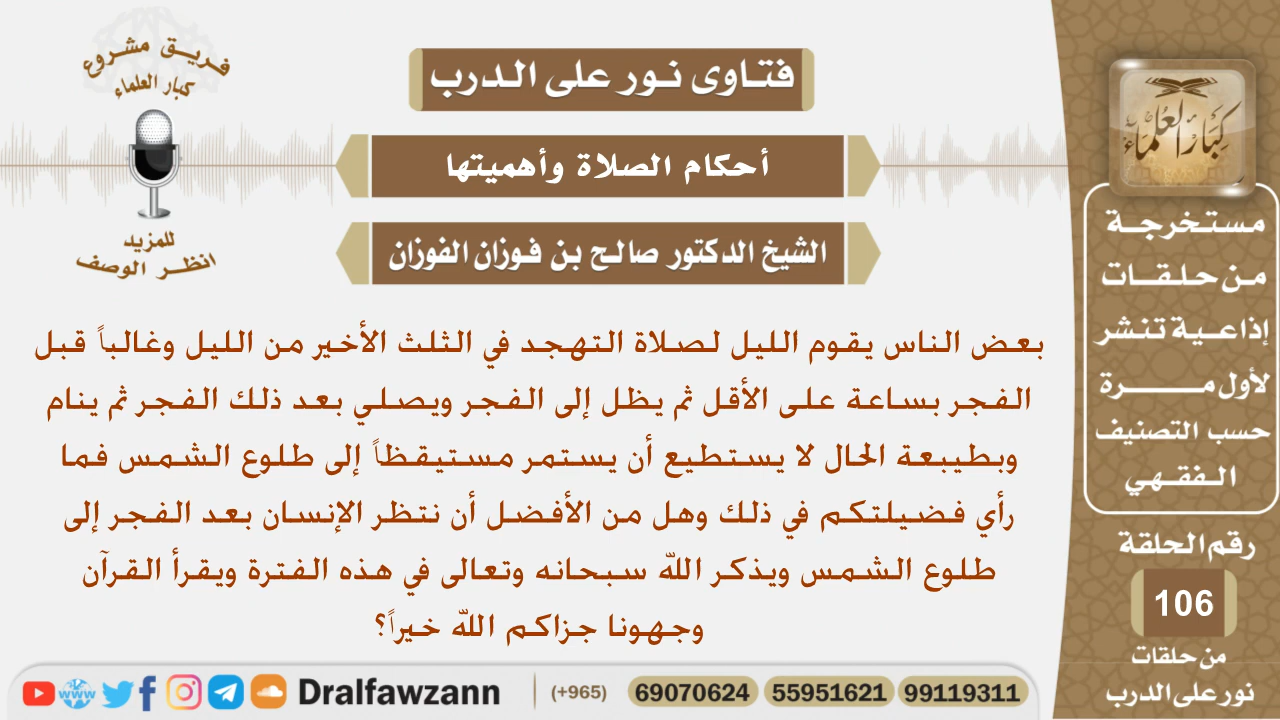 فريق مشروع
كبار العلماء
للمزيد
انظر الوصف
فتاوى نور على الدرب
أحكام الصلاة وأهميتها
الشيخ الدكتور صالح بن فوزان الفوزان
بعض الناس يقوم الليل لصلاة التهجد في الثلث الأخير من الليل وغالباً قبل
الفجر بساعة على الأقل ثم يظل إلى الفجر ويصلي بعد ذلك الفجر ثم ينام
وبطيبعة الحال لا يستطيع أن يستمر مستيقظاً إلى طلوع الشمس فما
رأي فضيلتكم في ذلك وهل من الأفضل أن نتظر الإنسان بعد الفجر إلى
طلوع الشمس ويذكر الله سبحانه وتعالى في هذه الفترة ويقرأ القرآن
وجهونا جزاكم الله خيراً؟
كبار العلماء
مستخرجة
من حلقات
إذاعية تنشر
لأول مرة
حسب التصنيف
الفقهي
رقم الحلقة
106
من حلقات
نور على الدرب
www Dralfawzann (+965) 69070624 55951621 99119311